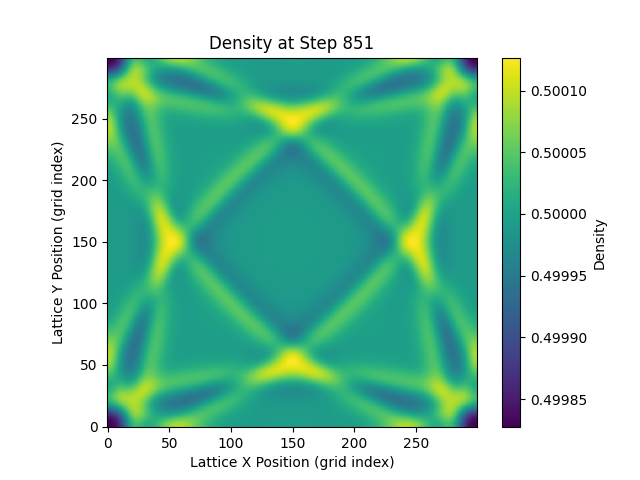 Density at Step 851
Lattice Y Position (grid index)
250
200
150
100
50
0
0 50 100 150 200 250
Lattice X Position (grid index)
0.50010
0.50005
0.50000
0.49995
0.49990
0.49985
Density